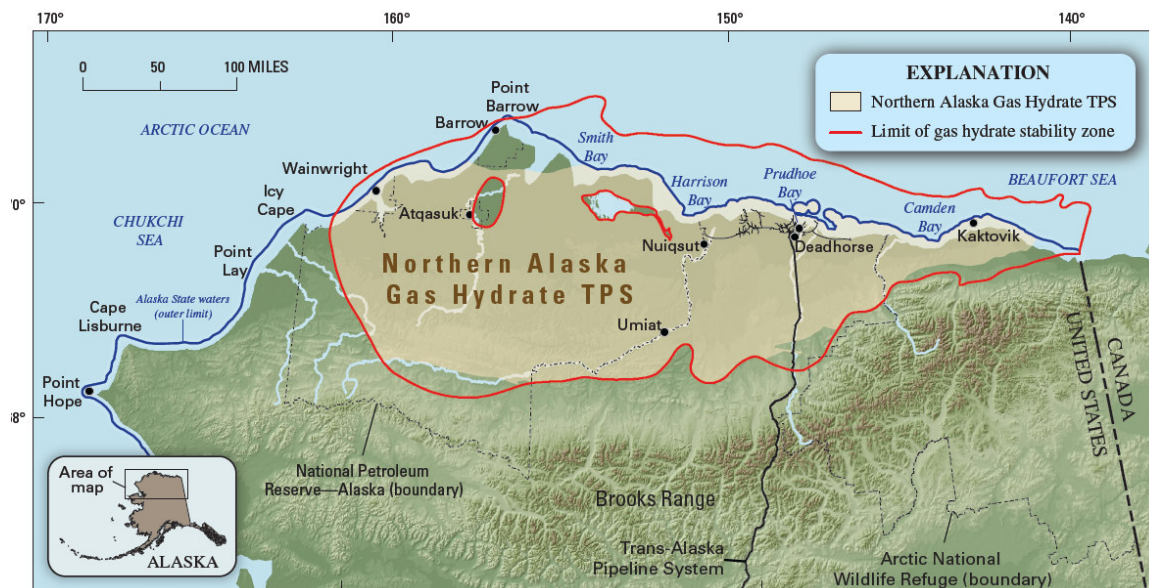 170°
160°
150°
140°
0
50
100 MILES
EXPLANATION
Northern Alaska Gas Hydrate TPS
Limit of gas hydrate stability zone
ARCTIC OCEAN
Point
Barrow
Barrow
Smith
Bay
Wainwright
Harrison
Bay
Prudhoe
Bay
BEAUFORT SEA
Icy
Cape
CHUKCHI
SEA
0°
Atqasuk
Camden
Bay
Kaktovik
Nuiqsut
Deadhorse
Point
Lay
Northern Alaska
Gas Hydrate TPS
Alaska State waters
(outer limit)
Cape
Lisburne
Umiat
Point
Hope
CANADA
UNITED STATES
8°
National Petroleum
Reserve—Alaska (boundary)
Area of
map
ALASKA
Brooks Range
Trans-Alaska
Pipeline System
Arctic National
Wildlife Refuge (boundary)